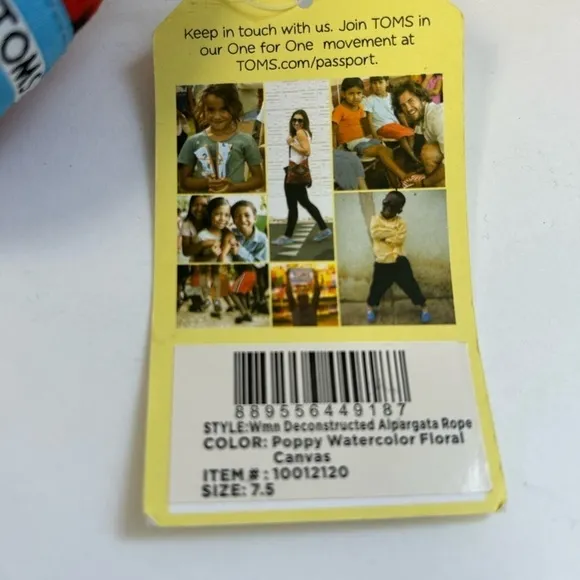 TOMS
Keep in touch with us. Join TOMS in
our One for One movement at
TOMS.com/passport.
889556449187
STYLE:Wmn Deconstructed Alpargata Rope
COLOR: Poppy Watercolor Floral
Canvas
ITEM #: 10012120
SIZE: 7.5